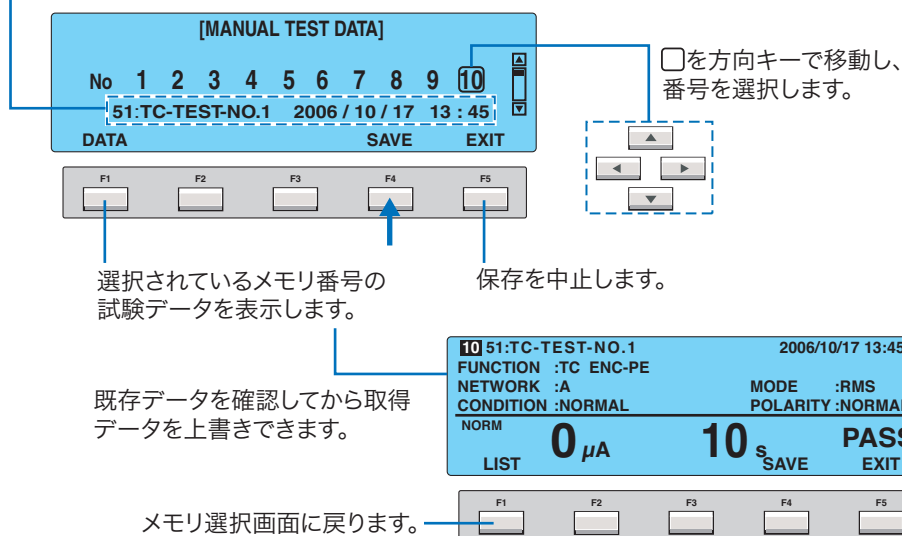 [MANUAL TEST DATA]
No 1 2 3 4 5 6 7 8 9 10
51:TC-TEST-NO.1 2006 / 10 / 17 13 : 45
DATA SAVE EXIT
F1 F2 F3 F4 F5
□を方向キーで移動し、
番号を選択します。
選択されているメモリ番号の
試験データを表示します。
保存を中止します。
既存データを確認してから取得
データを上書きできます。
10 51:TC-TEST-NO.1 2006/10/17 13:45
FUNCTION :TC ENC-PE
NETWORK :A MODE :RMS
CONDITION :NORMAL POLARITY :NORMAL
NORM
0 µA 10 s PASS
LIST SAVE EXIT
F1 F2 F3 F4 F5
メモリ選択画面に戻ります。